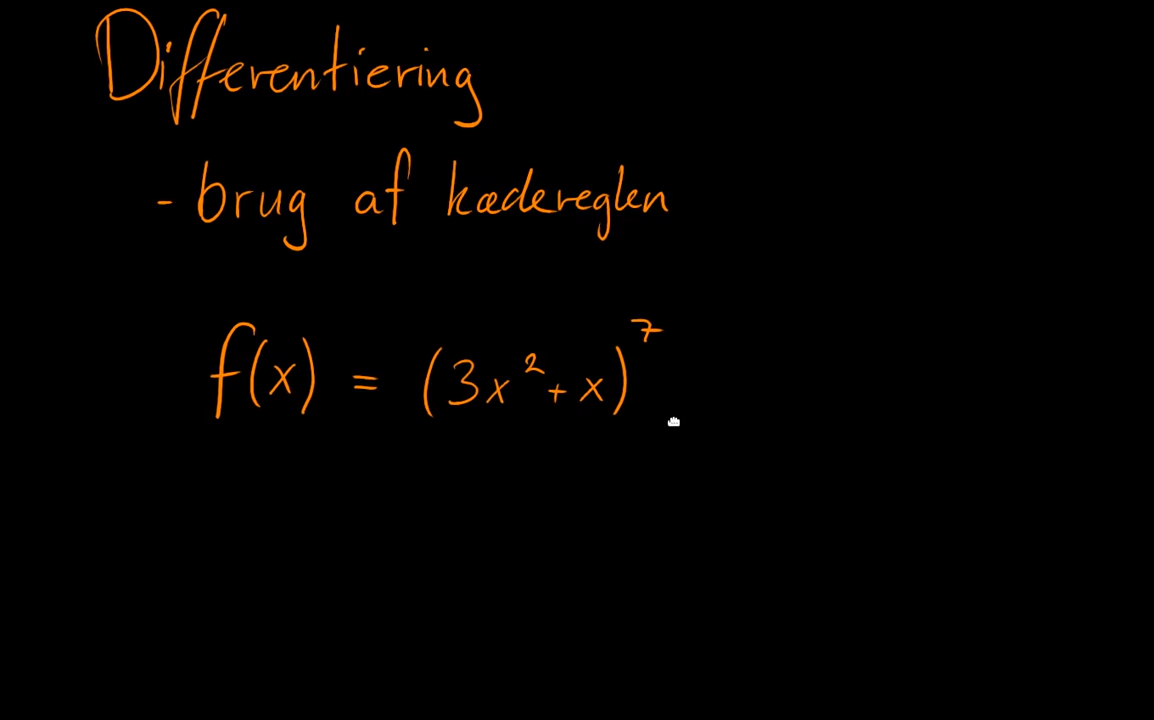 Differentiering
- brug af kædereglen
f(x) = (3x²+x)⁷